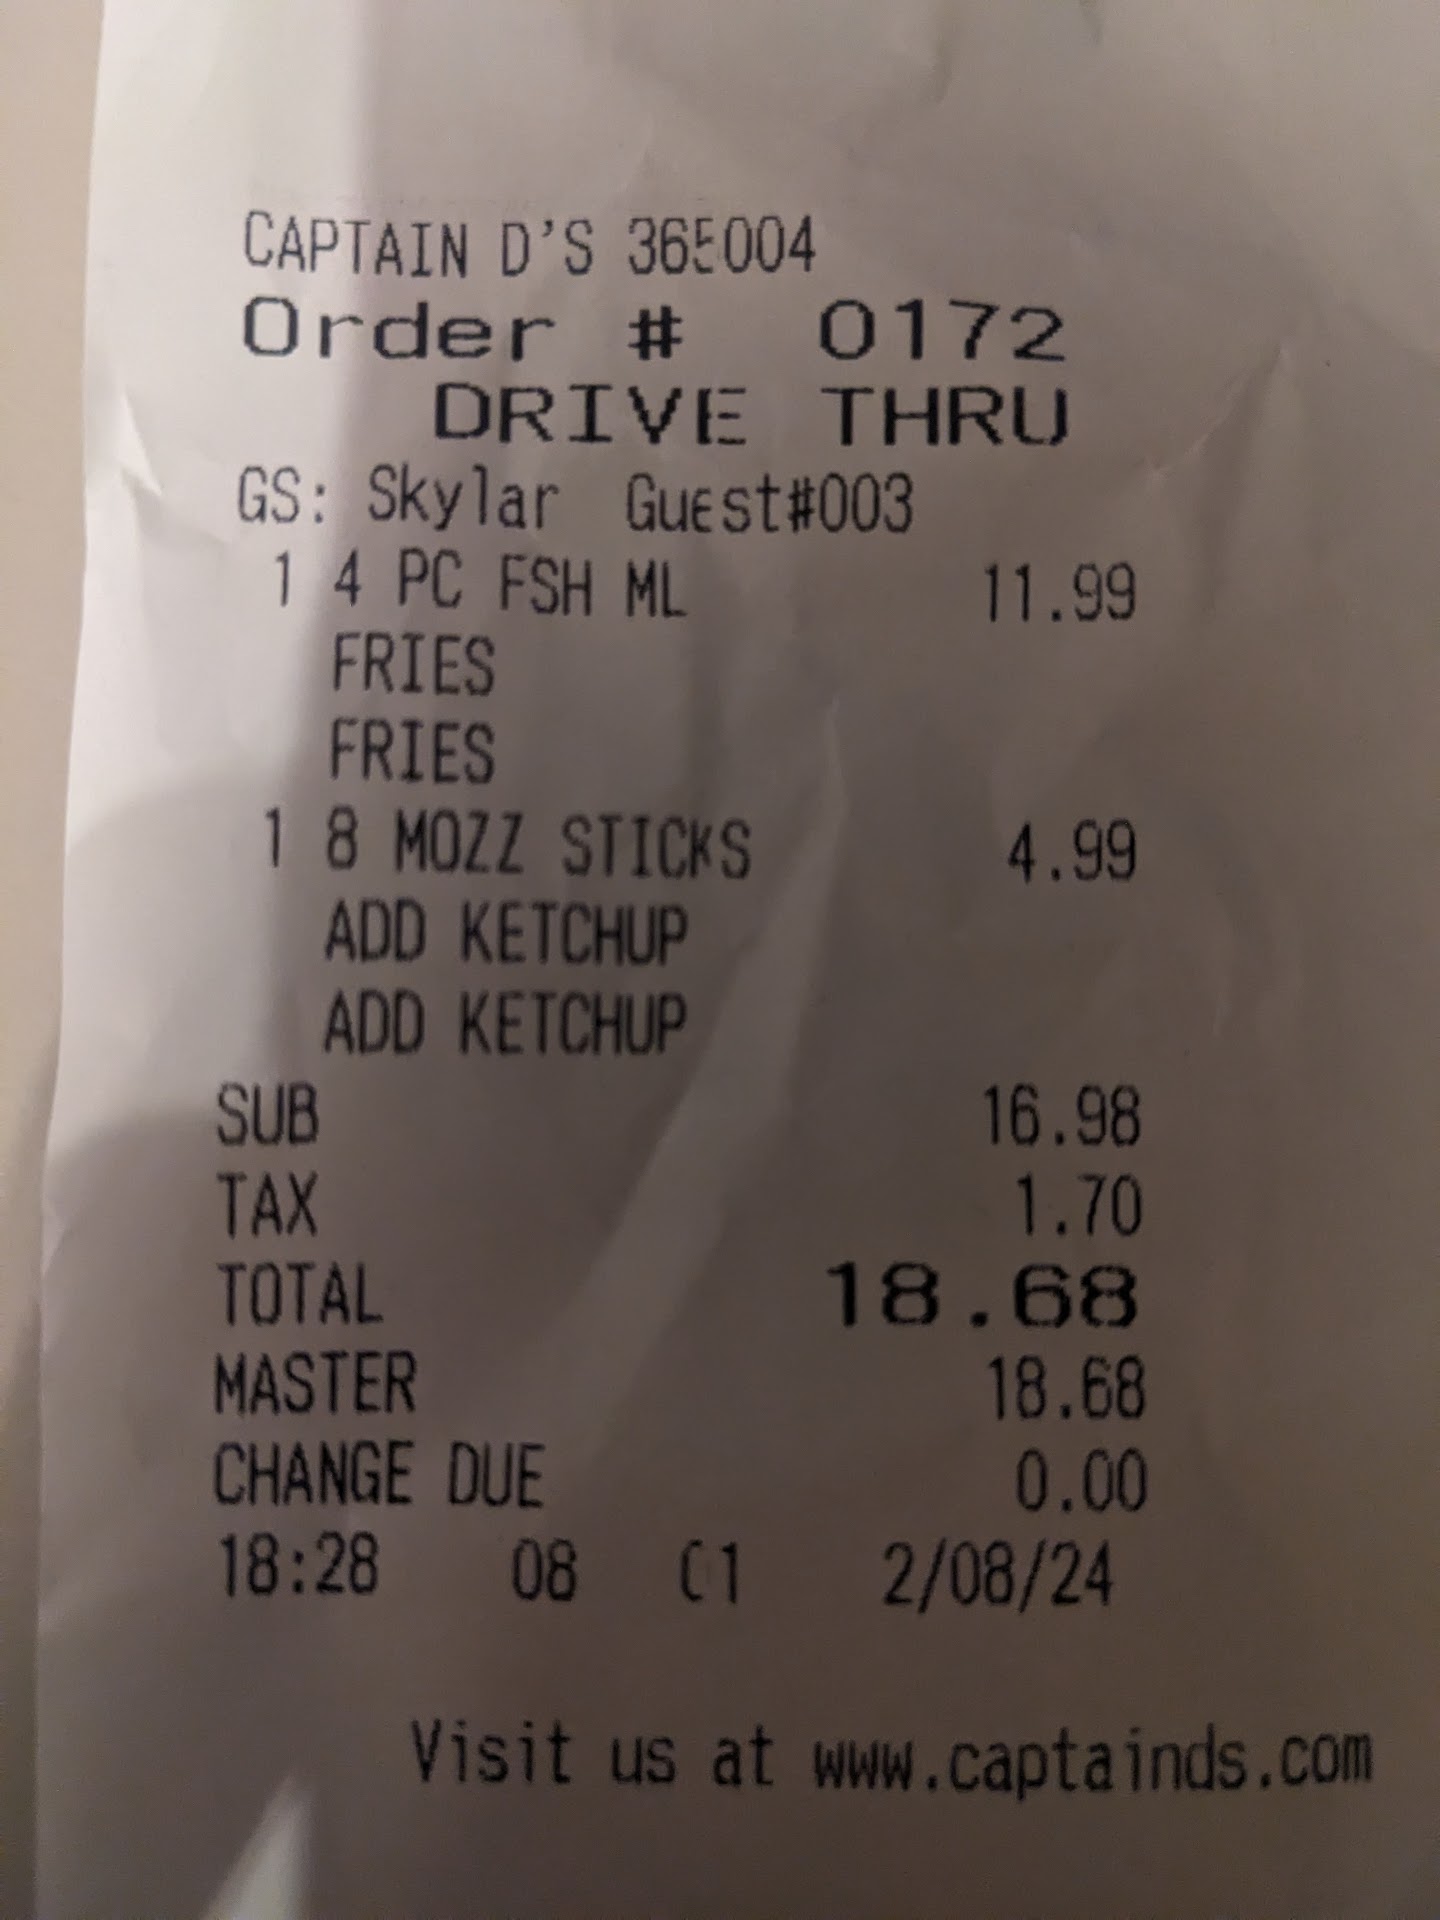 CAPTAIN D'S 365004
Order # 0172
DRIVE THRU
GS: Skylar Guest#003
1 4 PC FSH ML 11.99
FRIES
FRIES
1 8 MOZZ STICKS 4.99
ADD KETCHUP
ADD KETCHUP
SUB 16.98
TAX 1.70
TOTAL 18.68
MASTER 18.68
CHANGE DUE 0.00
18:28 08 01 2/08/24
Visit us at www.captainds.com